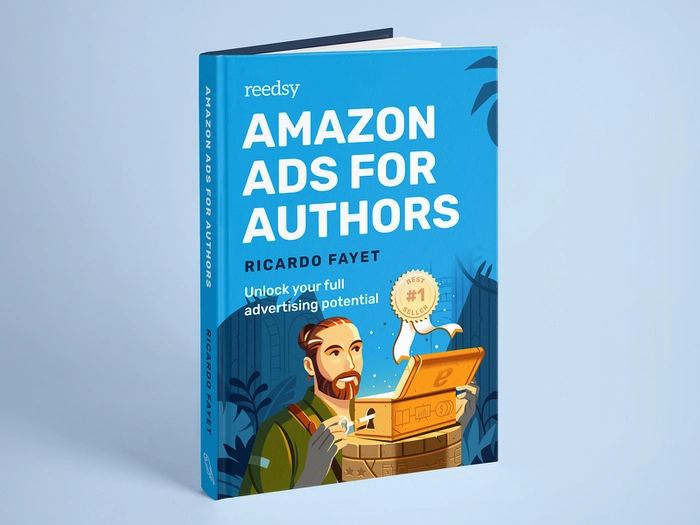 AMAZON ADS FOR AUTHORS
RICARDO FAYET
reedsy
AMAZON
ADS FOR
AUTHORS
RICARDO FAYET
Unlock your full
advertising potential
BEST
#1
SELLER
e